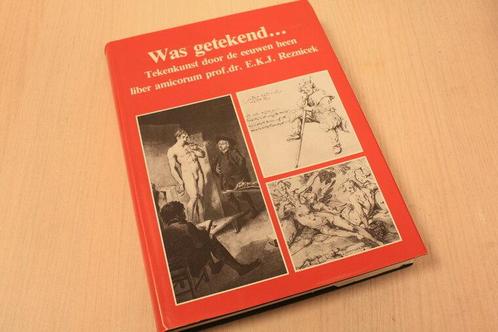 Was getekend...
Tekenkunst door de eeuwen heen
liber amicorum prof.dr. E.K.J. Reznicek